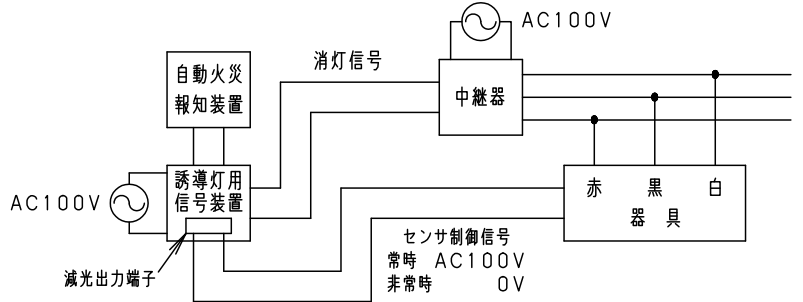 AC100V
消灯信号
自動火災
報知装置
中継器
誘導灯用
信号装置
AC100V
赤 黒 白
器具
センサ制御信号
常時 AC100V
非常時 0V
減光出力端子